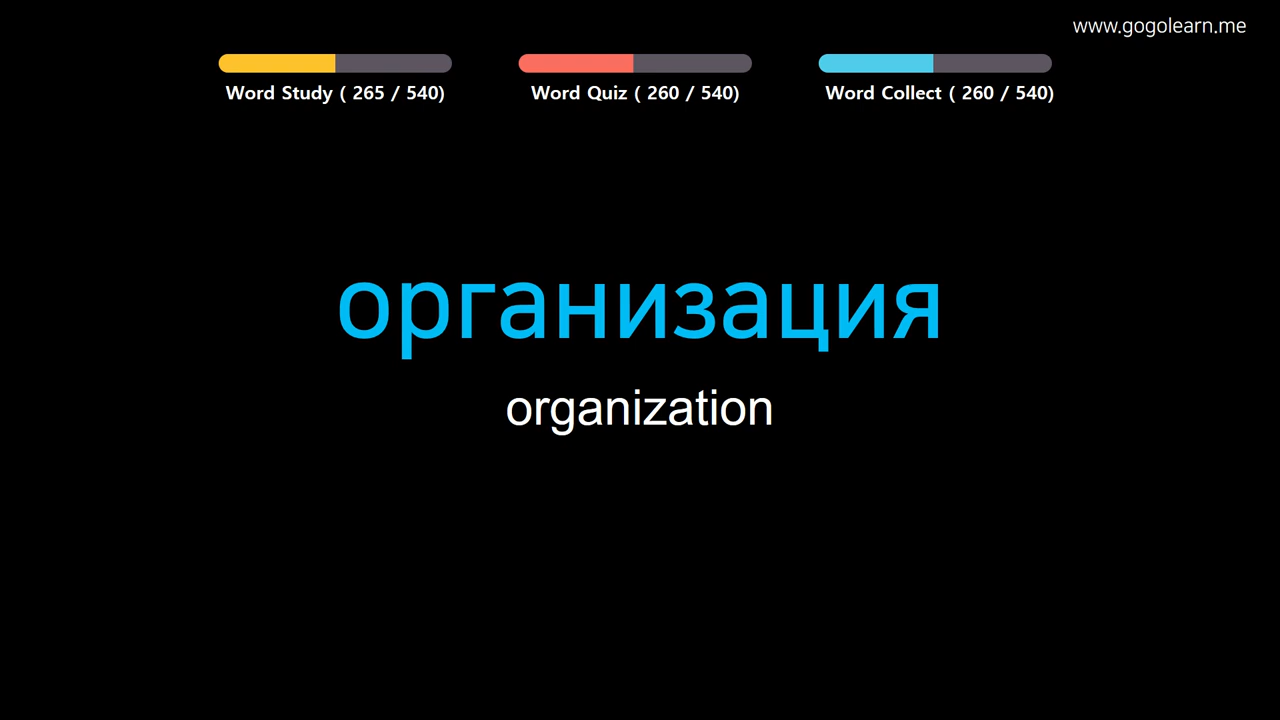 www.gogolearn.me
Word Study ( 265 / 540)
Word Quiz ( 260 / 540)
Word Collect ( 260 / 540)
организация
organization